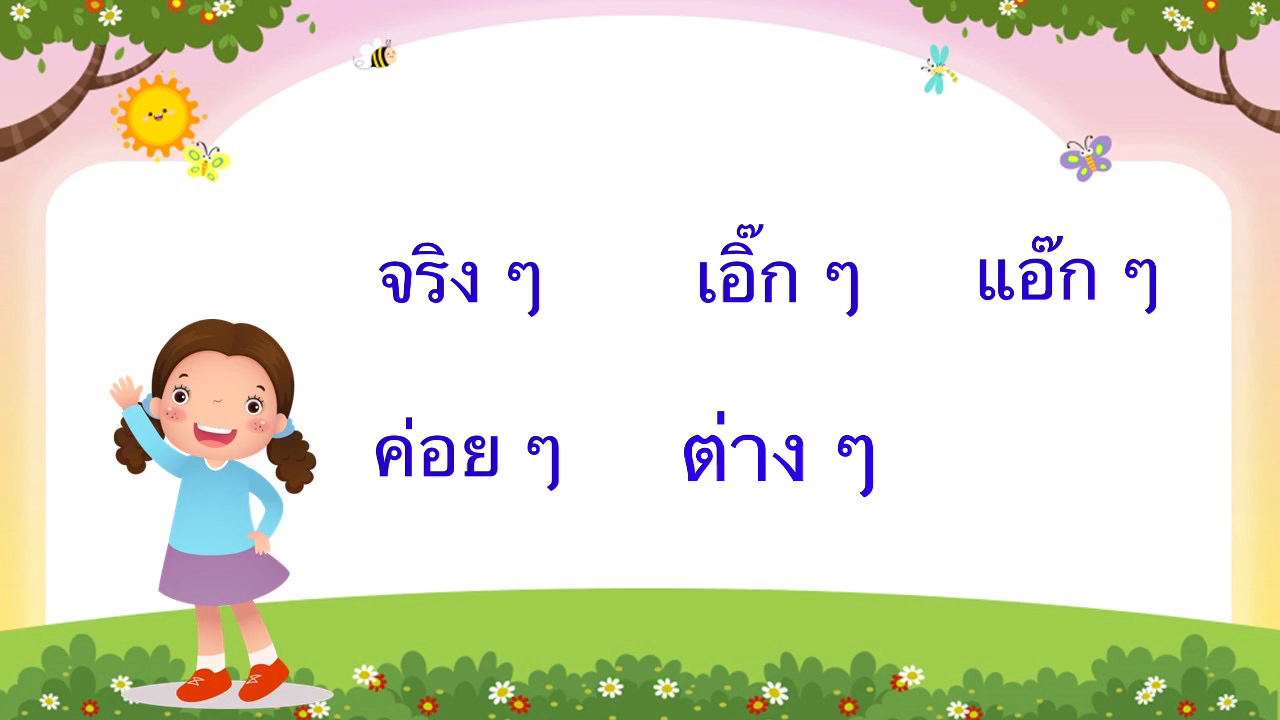 จริง ๆ เอิ๊ก ๆ แอ๊ก ๆ
ค่อย ๆ ต่าง ๆ